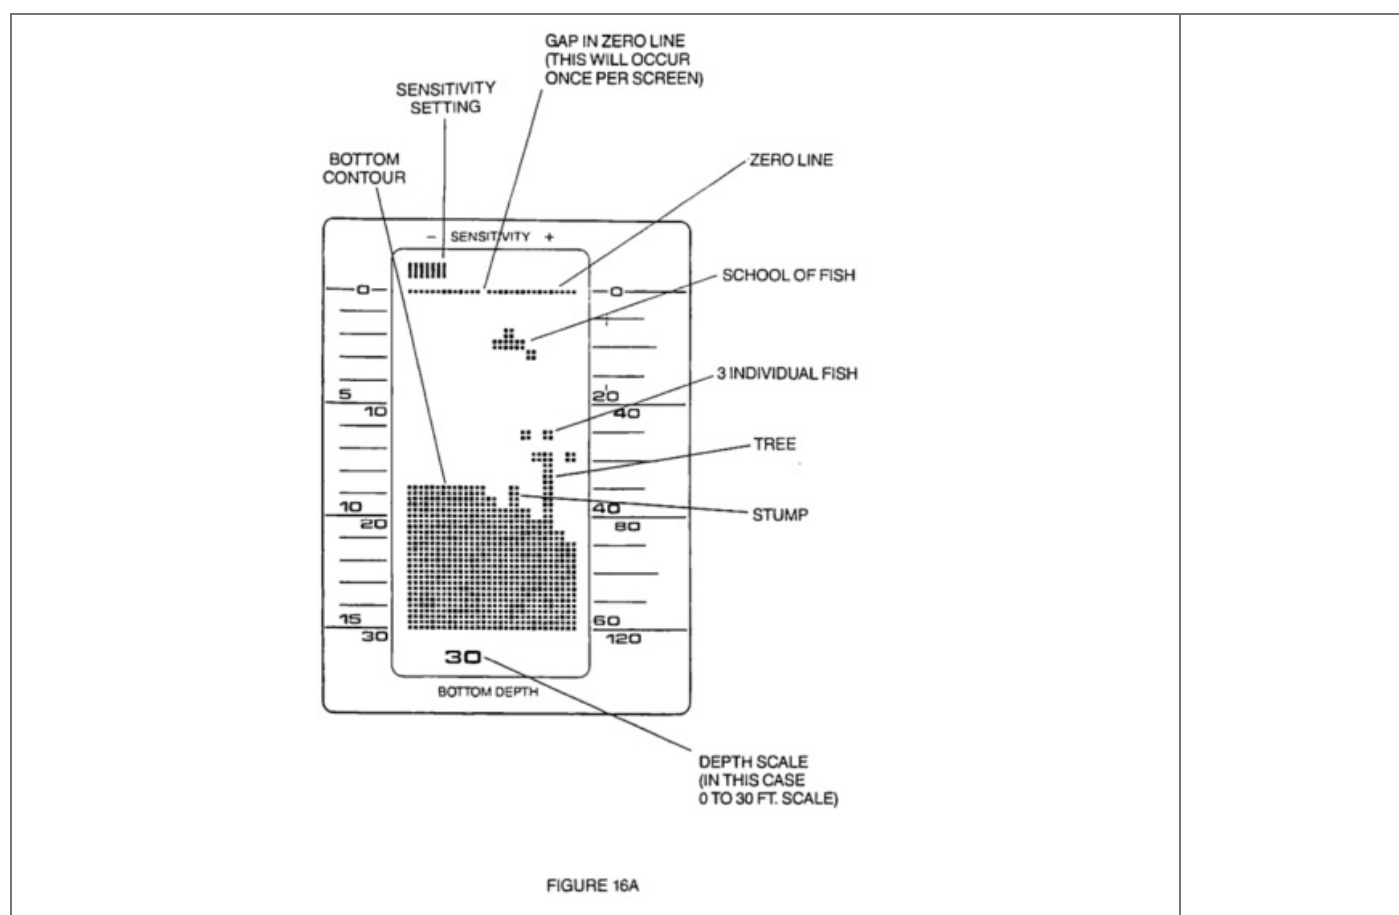 GAP IN ZERO LINE
(THIS WILL OCCUR
ONCE PER SCREEN)
SENSITIVITY
SETTING
BOTTOM
CONTOUR
ZERO LINE
− SENSITIVITY +
0
0
SCHOOL OF FISH
3 INDIVIDUAL FISH
5
10
20
40
TREE
STUMP
10
20
40
80
15
30
60
120
30
BOTTOM DEPTH
DEPTH SCALE
(IN THIS CASE
0 TO 30 FT. SCALE)
FIGURE 16A